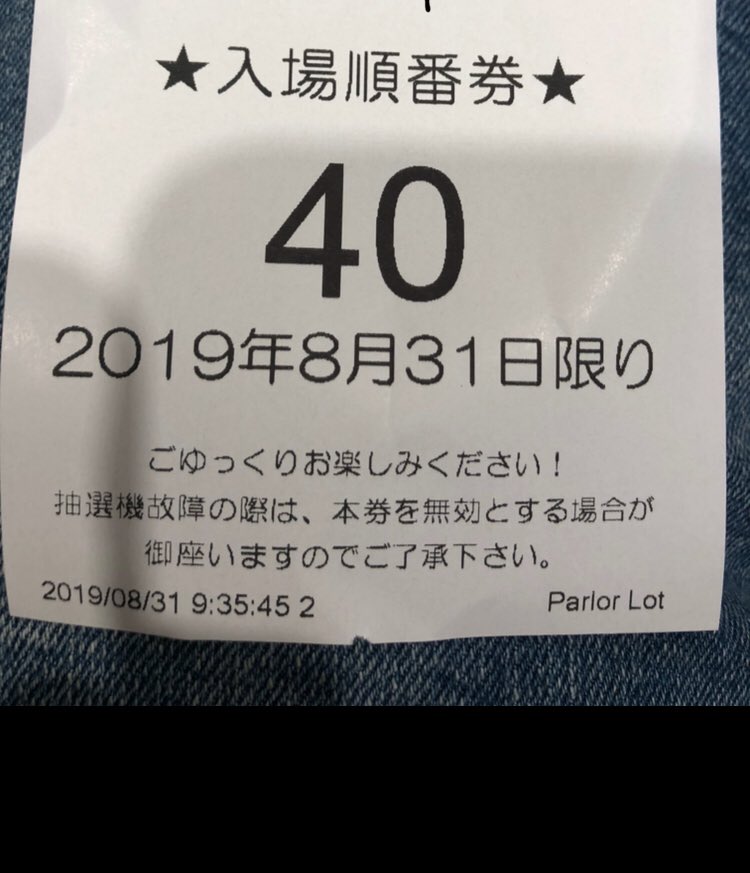 ★入場順番券★
40
2019年8月31日限り
ごゆっくりお楽しみください！
抽選機故障の際は、本券を無効とする場合が
御座いますのでご了承下さい。
2019/08/31 9:35:45 2 Parlor Lot